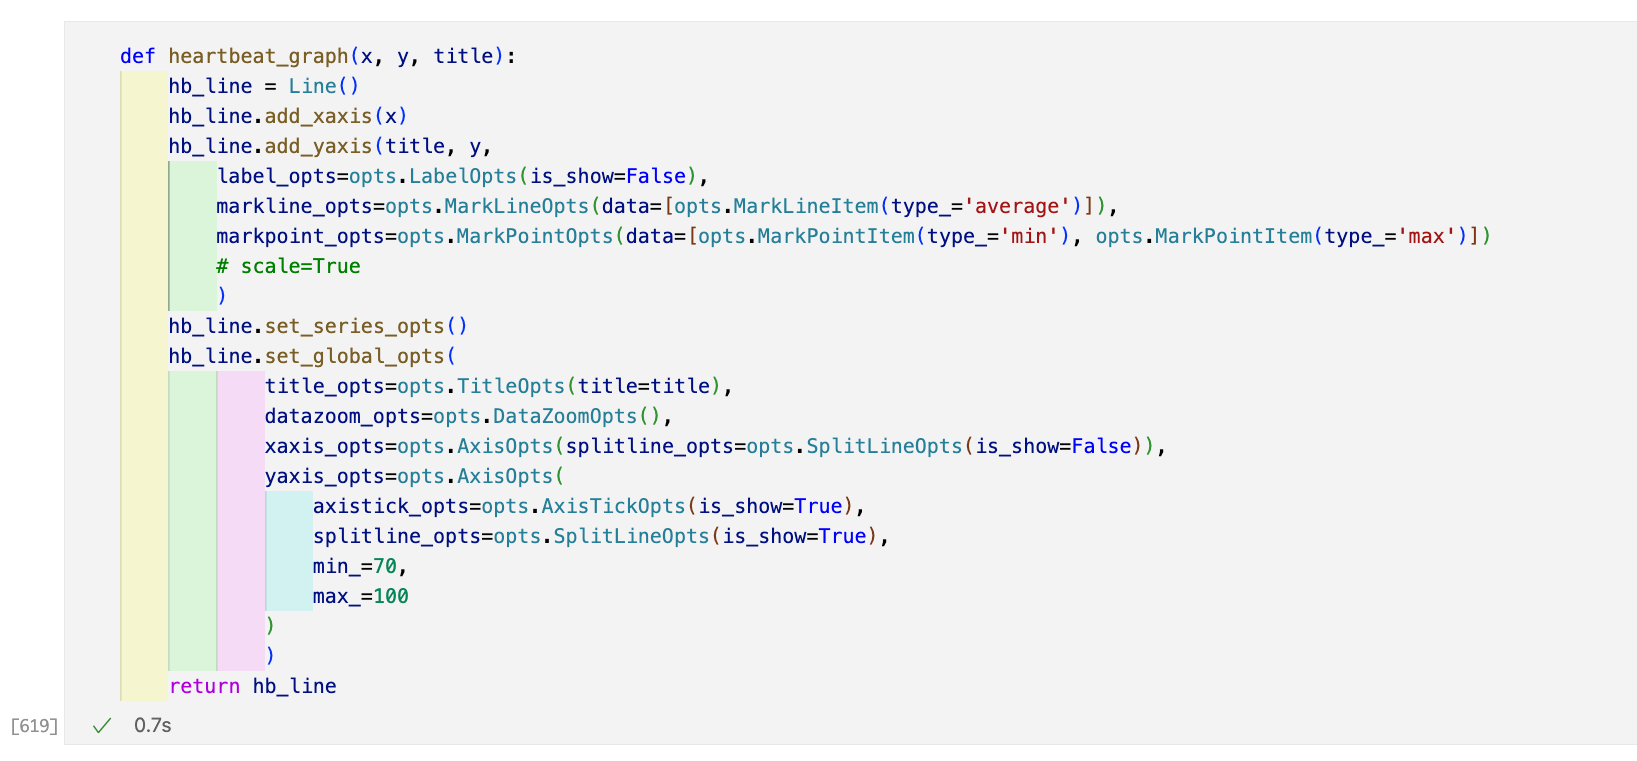 def heartbeat_graph(x, y, title):
    hb_line = Line()
    hb_line.add_xaxis(x)
    hb_line.add_yaxis(title, y,
        label_opts=opts.LabelOpts(is_show=False),
        markline_opts=opts.MarkLineOpts(data=[opts.MarkLineItem(type_='average')]),
        markpoint_opts=opts.MarkPointOpts(data=[opts.MarkPointItem(type_='min'), opts.MarkPointItem(type_='max')])
        # scale=True
        )
    hb_line.set_series_opts()
    hb_line.set_global_opts(
            title_opts=opts.TitleOpts(title=title),
            datazoom_opts=opts.DataZoomOpts(),
            xaxis_opts=opts.AxisOpts(splitline_opts=opts.SplitLineOpts(is_show=False)),
            yaxis_opts=opts.AxisOpts(
                axistick_opts=opts.AxisTickOpts(is_show=True),
                splitline_opts=opts.SplitLineOpts(is_show=True),
                min_=70,
                max_=100
            )
            )
    return hb_line
[619] ✓ 0.7s